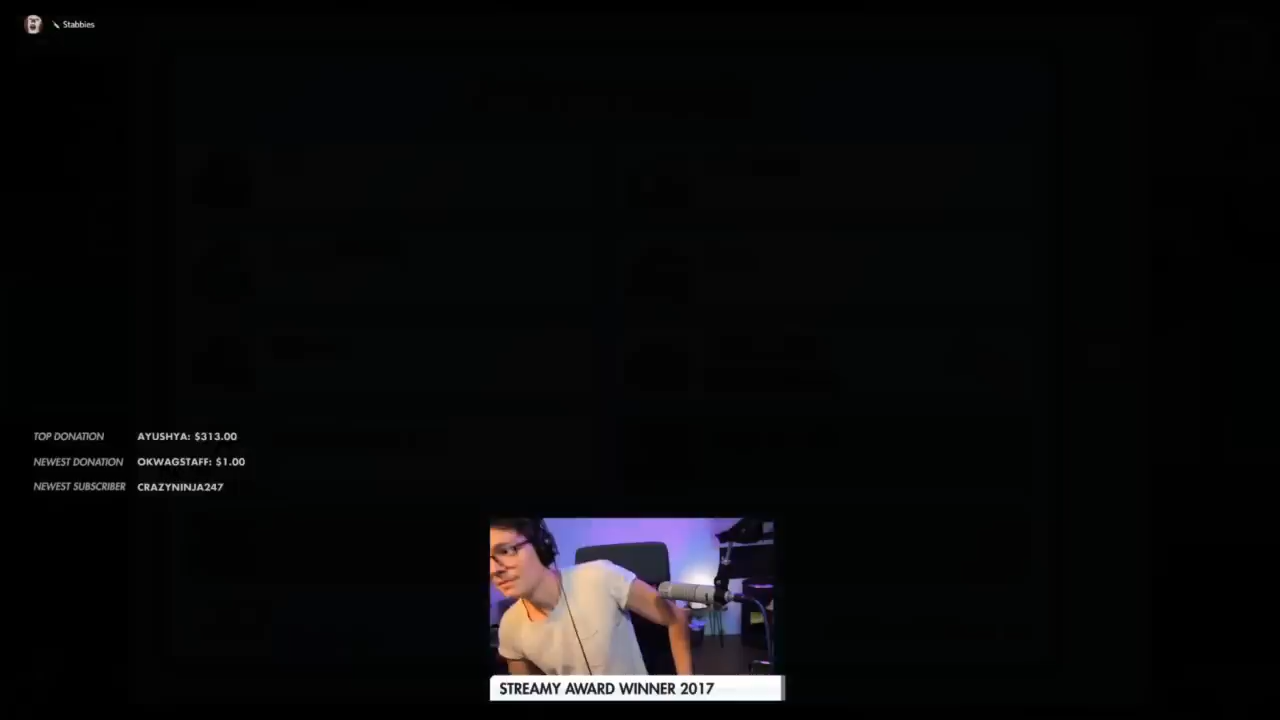 Stabbies
TOP DONATION AYUSHYA: $313.00
NEWEST DONATION OKWAGSTAFF: $1.00
NEWEST SUBSCRIBER CRAZYNINJA247
STREAMY AWARD WINNER 2017